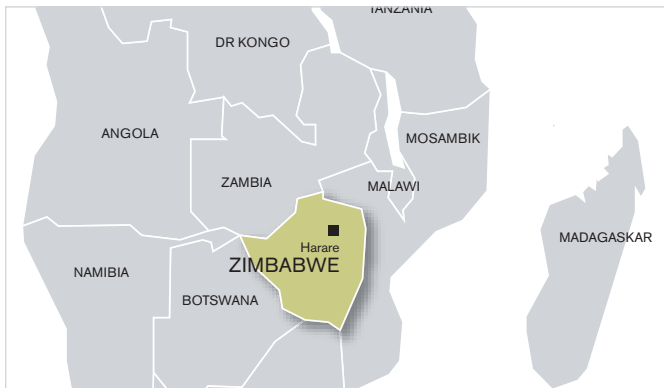 TANZANIA
DR KONGO
ANGOLA
MOSAMBIK
ZAMBIA
MALAWI
MADAGASKAR
Harare
ZIMBABWE
NAMIBIA
BOTSWANA